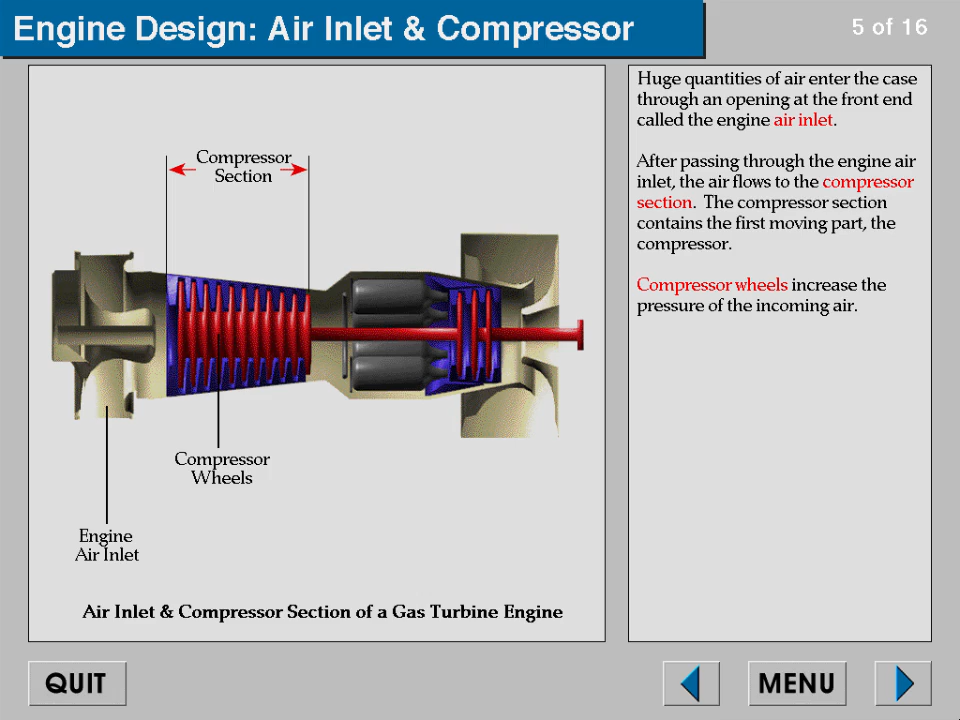 Engine Design: Air Inlet & Compressor
5 of 16
Compressor
Section
Compressor
Wheels
Engine
Air Inlet
Air Inlet & Compressor Section of a Gas Turbine Engine
Huge quantities of air enter the case
through an opening at the front end
called the engine air inlet.
After passing through the engine air
inlet, the air flows to the compressor
section. The compressor section
contains the first moving part, the
compressor.
Compressor wheels increase the
pressure of the incoming air.
QUIT
MENU